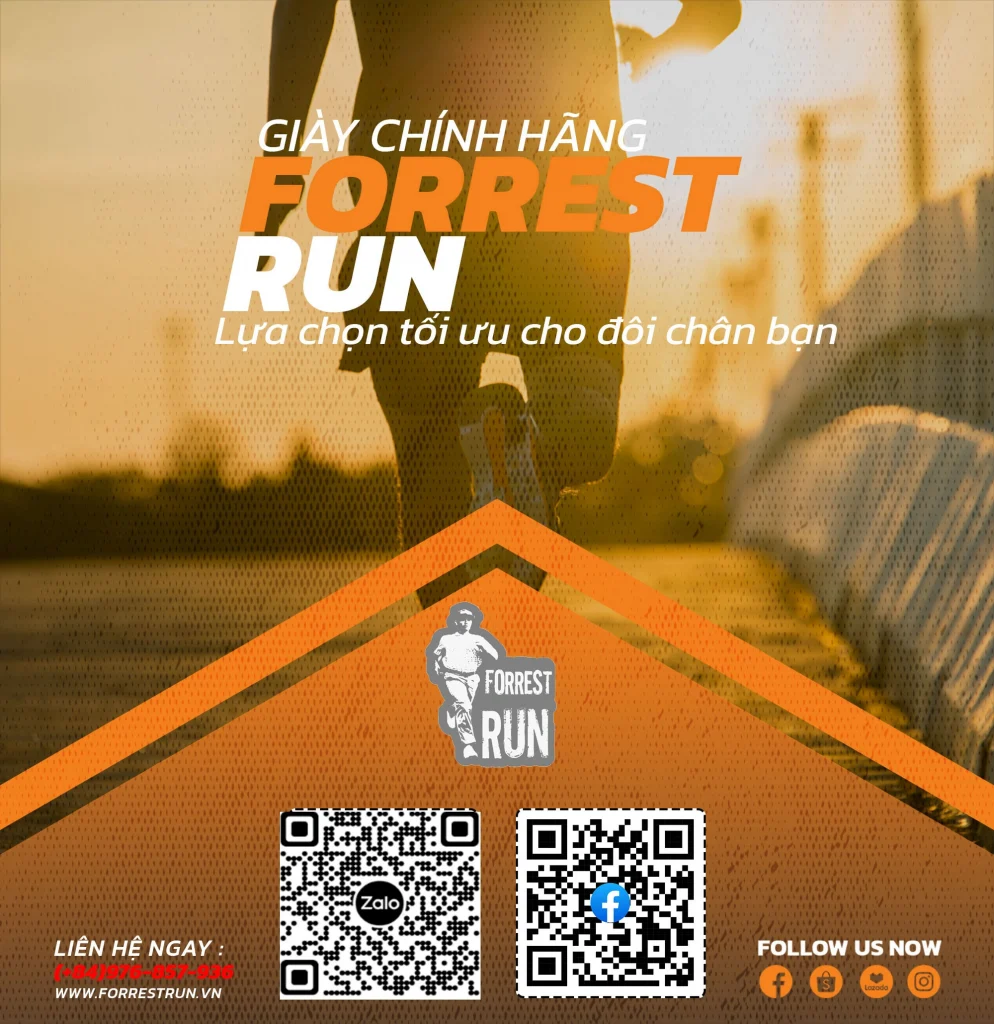 GIÀY CHÍNH HÃNG
FORREST
RUN
Lựa chọn tối ưu cho đôi chân bạn
FORREST
RUN
Zalo
LIÊN HỆ NGAY :
(+84)976-857-936
WWW.FORRESTRUN.VN
FOLLOW US NOW
Lazada